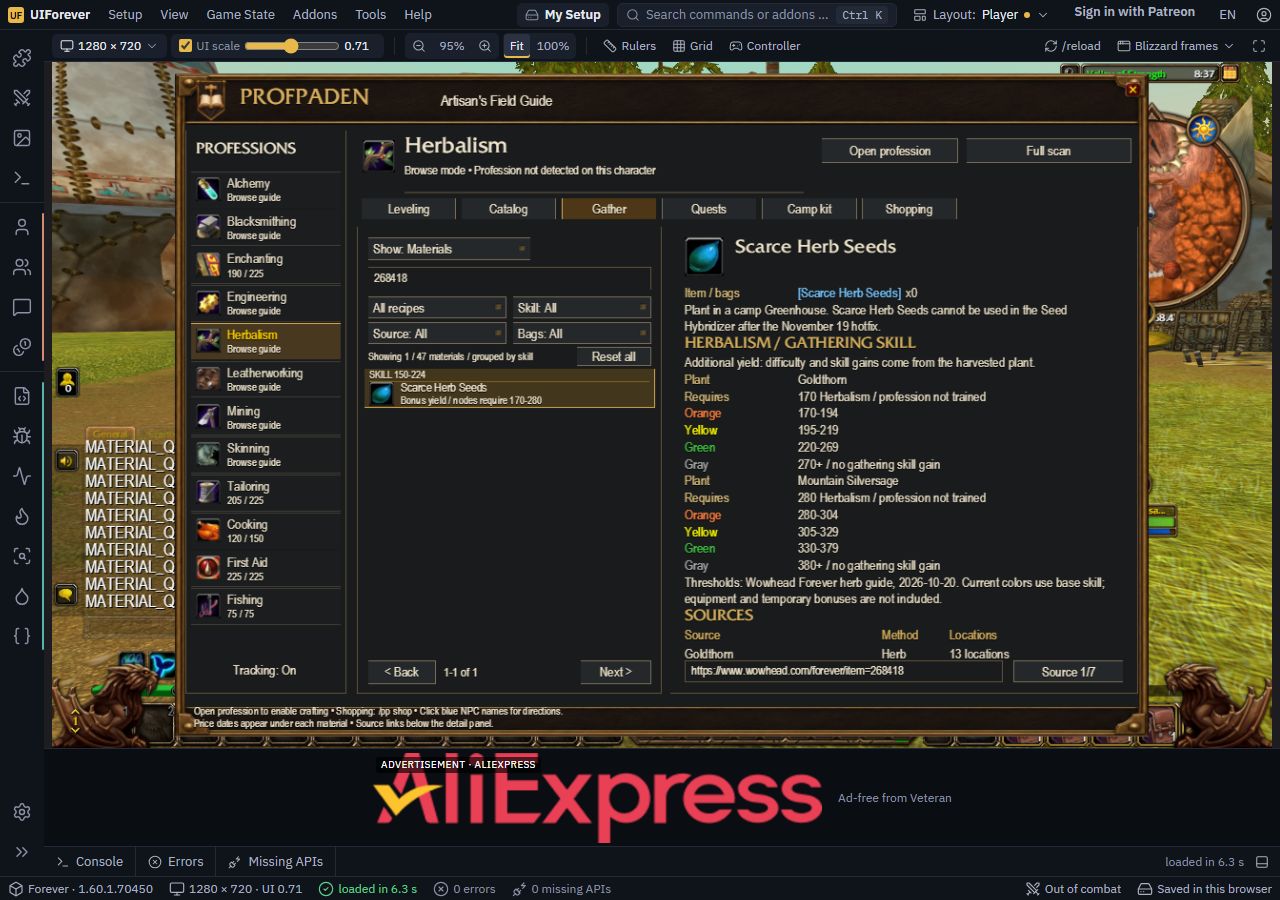 UF UIForever Setup View Game State Addons Tools Help My Setup Search commands or addons ... Ctrl K Layout: Player Sign in with Patreon EN
1280 × 720 UI scale 0.71 95% Fit 100% Rulers Grid Controller /reload Blizzard frames
8:37
PROFPADEN
Artisan's Field Guide
PROFESSIONS
Alchemy
Browse guide
Blacksmithing
Browse guide
Enchanting
190 / 225
Engineering
Browse guide
Herbalism
Browse guide
Leatherworking
Browse guide
Mining
Browse guide
Skinning
Browse guide
Tailoring
205 / 225
Cooking
120 / 150
First Aid
225 / 225
Fishing
75 / 75
Tracking: On
Herbalism
Browse mode • Profession not detected on this character
Open profession Full scan
Leveling Catalog Gather Quests Camp kit Shopping
Show: Materials
268418
All recipes Skill: All
Source: All Bags: All
Showing 1 / 47 materials / grouped by skill Reset all
SKILL 150-224
Scarce Herb Seeds
Bonus yield / nodes require 170-280
< Back 1-1 of 1 Next >
Scarce Herb Seeds
Item / bags [Scarce Herb Seeds] x0
Plant in a camp Greenhouse. Scarce Herb Seeds cannot be used in the Seed
Hybridizer after the November 19 hotfix.
HERBALISM / GATHERING SKILL
Additional yield: difficulty and skill gains come from the harvested plant.
Plant Goldthorn
Requires 170 Herbalism / profession not trained
Orange 170-194
Yellow 195-219
Green 220-269
Gray 270+ / no gathering skill gain
Plant Mountain Silversage
Requires 280 Herbalism / profession not trained
Orange 280-304
Yellow 305-329
Green 330-379
Gray 380+ / no gathering skill gain
Thresholds: Wowhead Forever herb guide, 2026-10-20. Current colors use base skill;
equipment and temporary bonuses are not included.
SOURCES
Source Method Locations
Goldthorn Herb 13 locations
https://www.wowhead.com/forever/item=268418 Source 1/7
Open profession to enable crafting • Shopping: /pp shop • Click blue NPC names for directions.
Price dates appear under each material • Source links below the detail panel.
0
General
MATERIAL_Q
MATERIAL_Q
MATERIAL_Q
MATERIAL_Q
MATERIAL_Q
MATERIAL_Q
MATERIAL_Q
MATERIAL_Q
MATERIAL_Q
MATERIAL_Q
1
ADVERTISEMENT · ALIEXPRESS
AliExpress
Ad-free from Veteran
Console Errors Missing APIs loaded in 6.3 s
Forever · 1.60.1.70450 1280 × 720 · UI 0.71 loaded in 6.3 s 0 errors 0 missing APIs Out of combat Saved in this browser